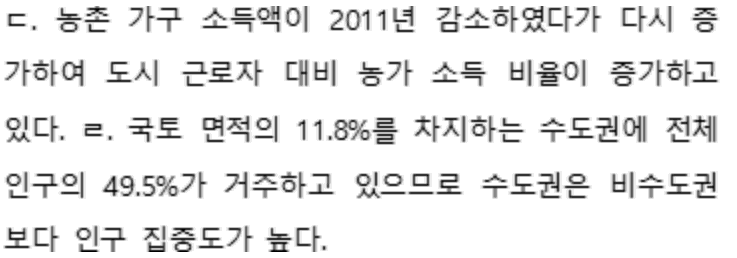 ㄷ. 농촌 가구 소득액이 2011년 감소하였다가 다시 증
가하여 도시 근로자 대비 농가 소득 비율이 증가하고
있다. ㄹ. 국토 면적의 11.8%를 차지하는 수도권에 전체
인구의 49.5%가 거주하고 있으므로 수도권은 비수도권
보다 인구 집중도가 높다.